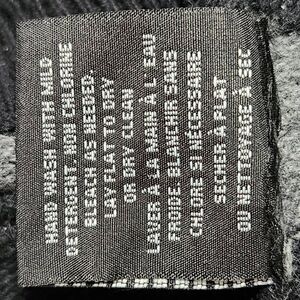 HAND WASH WITH MILD
DETERGENT. NON CHLORINE
BLEACH AS NEEDED.
LAY FLAT TO DRY
OR DRY CLEAN
LAVER À LA MAIN À L'EAU
FROIDE. BLANCHIR SANS
CHLORE SI NÉCESSAIRE
SECHER À PLAT
OU NETTOYAGE À SEC